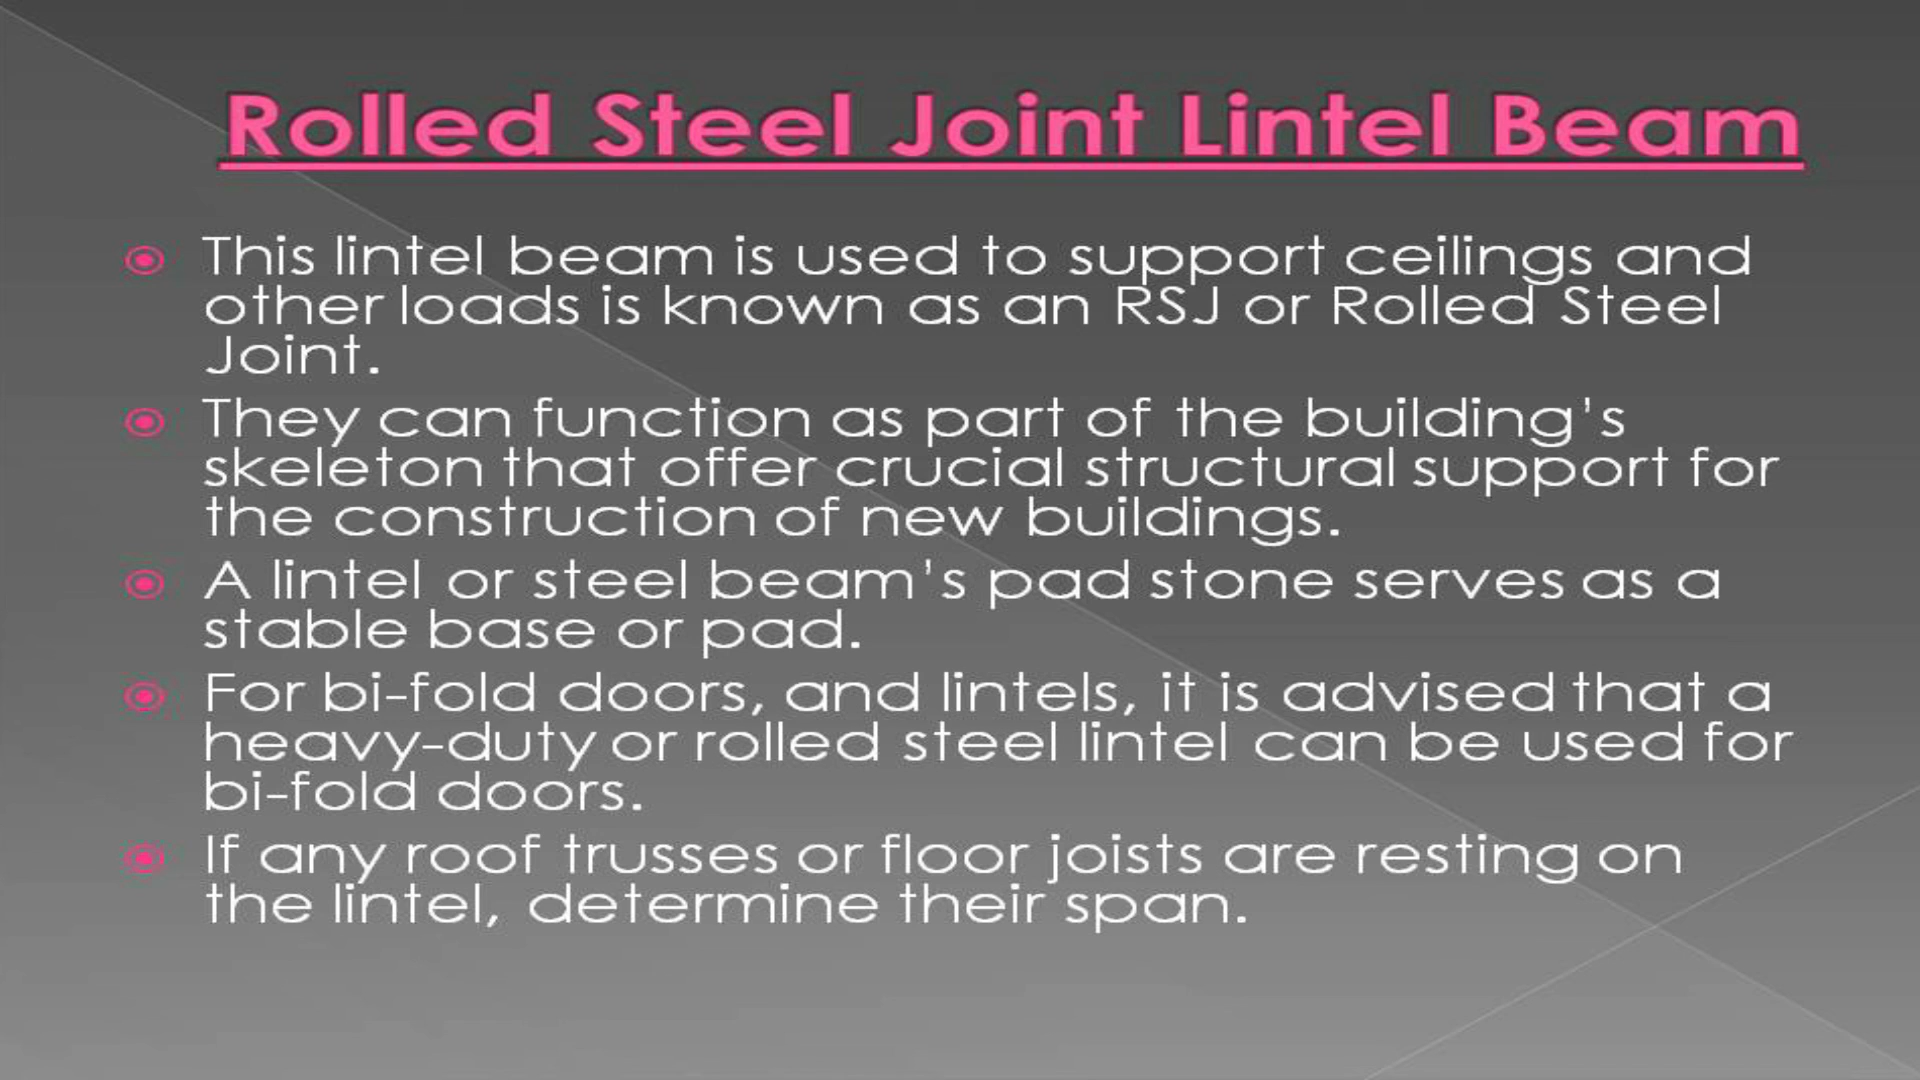 Rolled Steel Joint Lintel Beam
This lintel beam is used to support ceilings and
other loads is known as an RSJ or Rolled Steel
Joint.
They can function as part of the building's
skeleton that offer crucial structural support for
the construction of new buildings.
A lintel or steel beam's pad stone serves as a
stable base or pad.
For bi-fold doors, and lintels, it is advised that a
heavy-duty or rolled steel lintel can be used for
bi-fold doors.
If any roof trusses or floor joists are resting on
the lintel, determine their span.